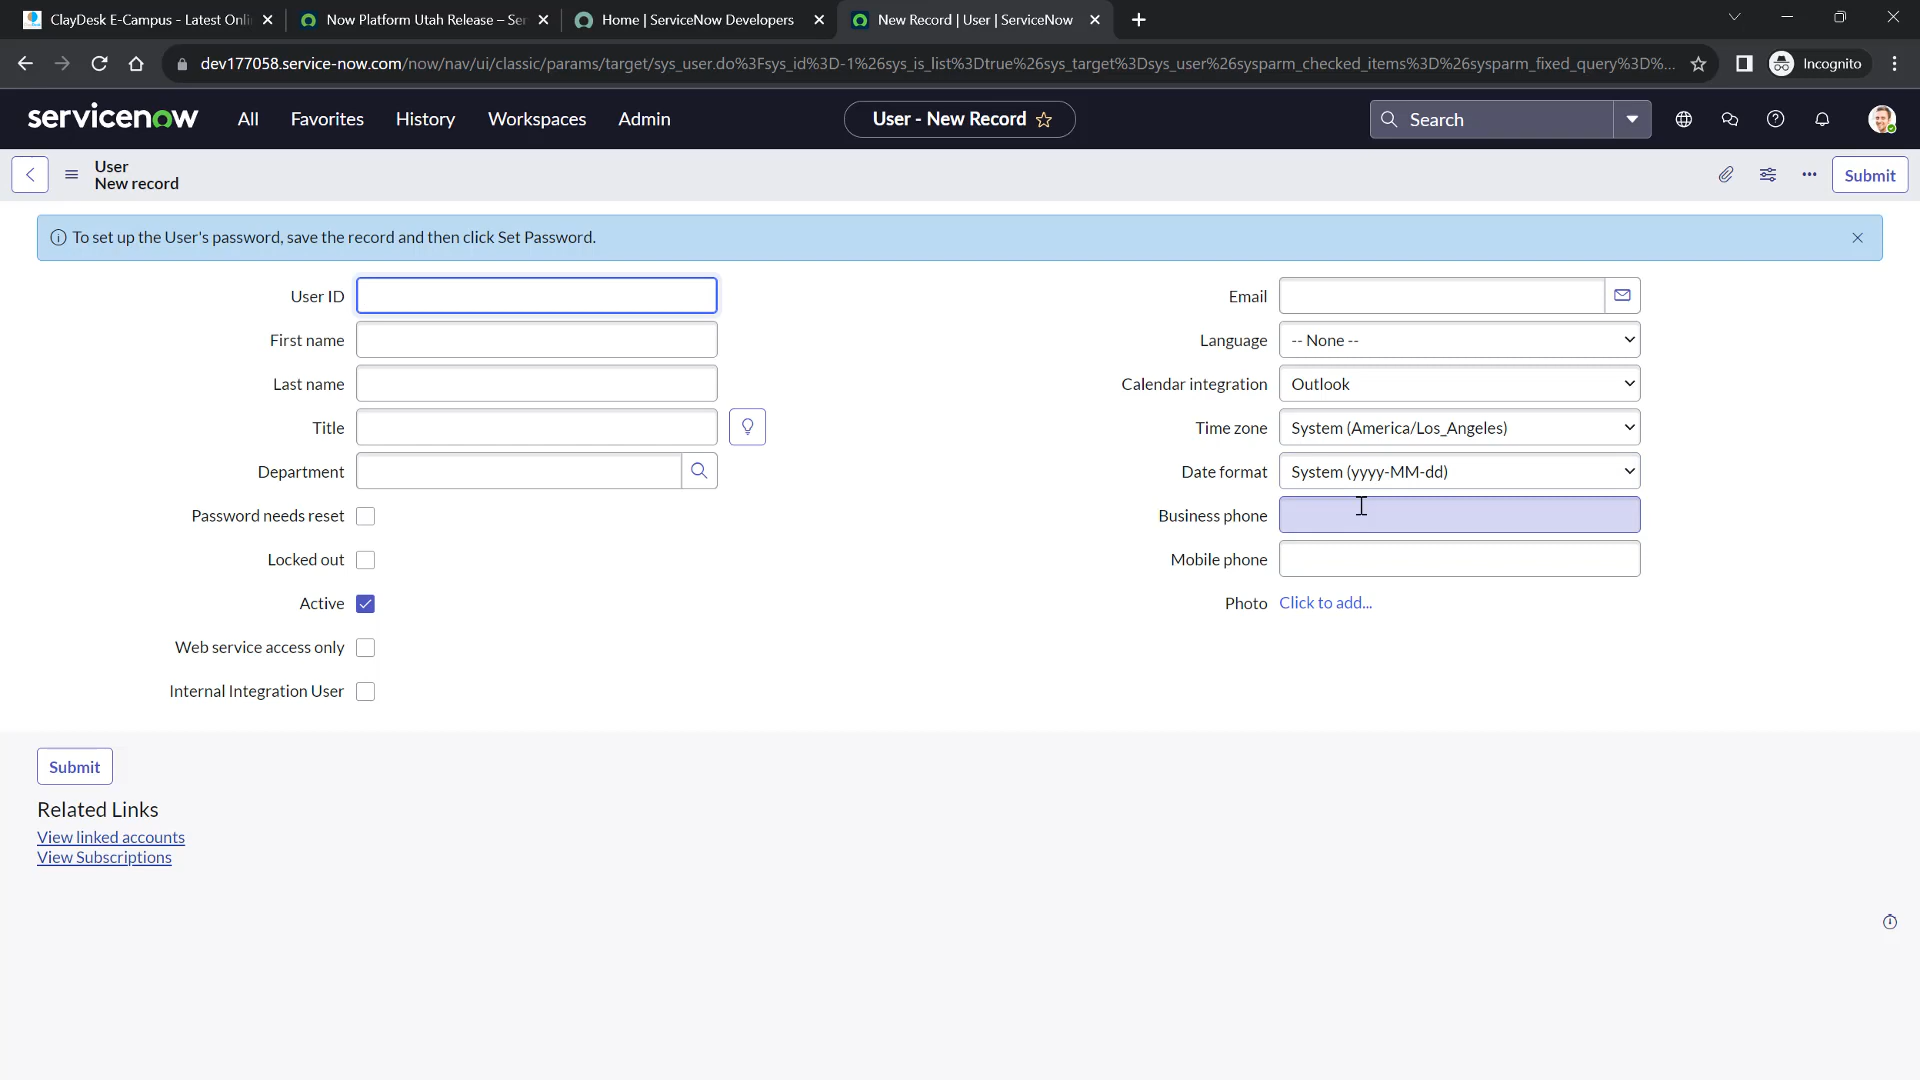 ClayDesk E-Campus - Latest Onli
Now Platform Utah Release – Ser
Home | ServiceNow Developers
New Record | User | ServiceNow
dev177058.service-now.com/now/nav/ui/classic/params/target/sys_user.do%3Fsys_id%3D-1%26sys_is_list%3Dtrue%26sys_target%3Dsys_user%26sysparm_checked_items%3D%26sysparm_fixed_query%3D%...
Incognito
servicenow
All
Favorites
History
Workspaces
Admin
User - New Record
Search
User
New record
Submit
To set up the User's password, save the record and then click Set Password.
User ID
First name
Last name
Title
Department
Password needs reset
Locked out
Active
Web service access only
Internal Integration User
Email
Language -- None --
Calendar integration Outlook
Time zone System (America/Los_Angeles)
Date format System (yyyy-MM-dd)
Business phone
Mobile phone
Photo Click to add...
Submit
Related Links
View linked accounts
View Subscriptions